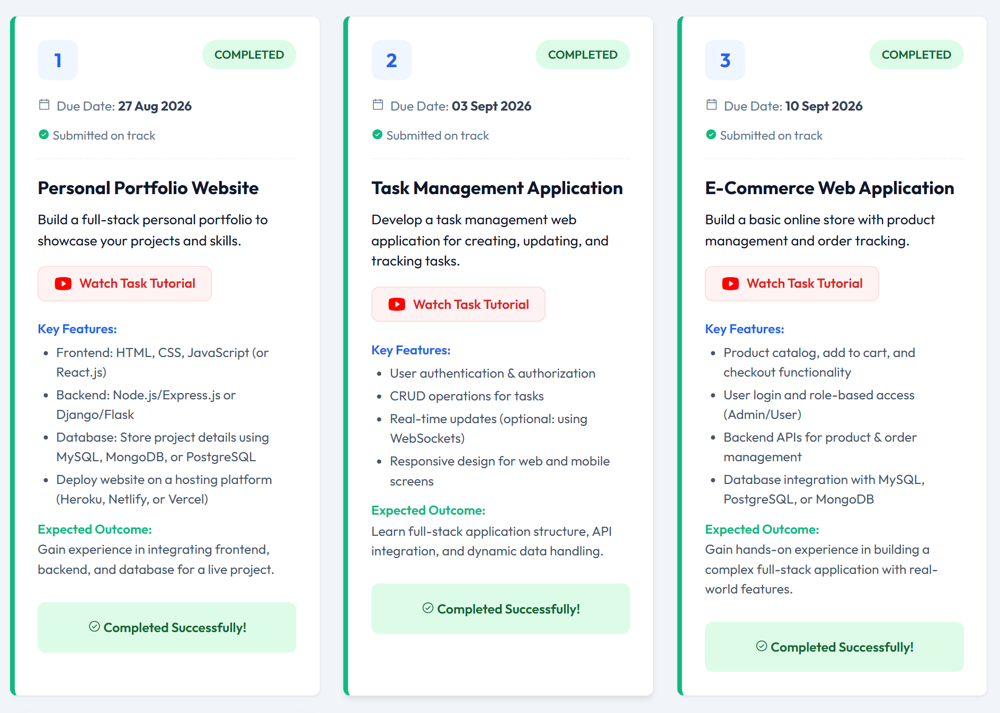 1
COMPLETED
Due Date: 27 Aug 2026
Submitted on track
Personal Portfolio Website
Build a full-stack personal portfolio to
showcase your projects and skills.
Watch Task Tutorial
Key Features:
• Frontend: HTML, CSS, JavaScript (or
React.js)
• Backend: Node.js/Express.js or
Django/Flask
• Database: Store project details using
MySQL, MongoDB, or PostgreSQL
• Deploy website on a hosting platform
(Heroku, Netlify, or Vercel)
Expected Outcome:
Gain experience in integrating frontend,
backend, and database for a live project.
Completed Successfully!
2
COMPLETED
Due Date: 03 Sept 2026
Submitted on track
Task Management Application
Develop a task management web
application for creating, updating, and
tracking tasks.
Watch Task Tutorial
Key Features:
• User authentication & authorization
• CRUD operations for tasks
• Real-time updates (optional: using
WebSockets)
• Responsive design for web and mobile
screens
Expected Outcome:
Learn full-stack application structure, API
integration, and dynamic data handling.
Completed Successfully!
3
COMPLETED
Due Date: 10 Sept 2026
Submitted on track
E-Commerce Web Application
Build a basic online store with product
management and order tracking.
Watch Task Tutorial
Key Features:
• Product catalog, add to cart, and
checkout functionality
• User login and role-based access
(Admin/User)
• Backend APIs for product & order
management
• Database integration with MySQL,
PostgreSQL, or MongoDB
Expected Outcome:
Gain hands-on experience in building a
complex full-stack application with real-
world features.
Completed Successfully!